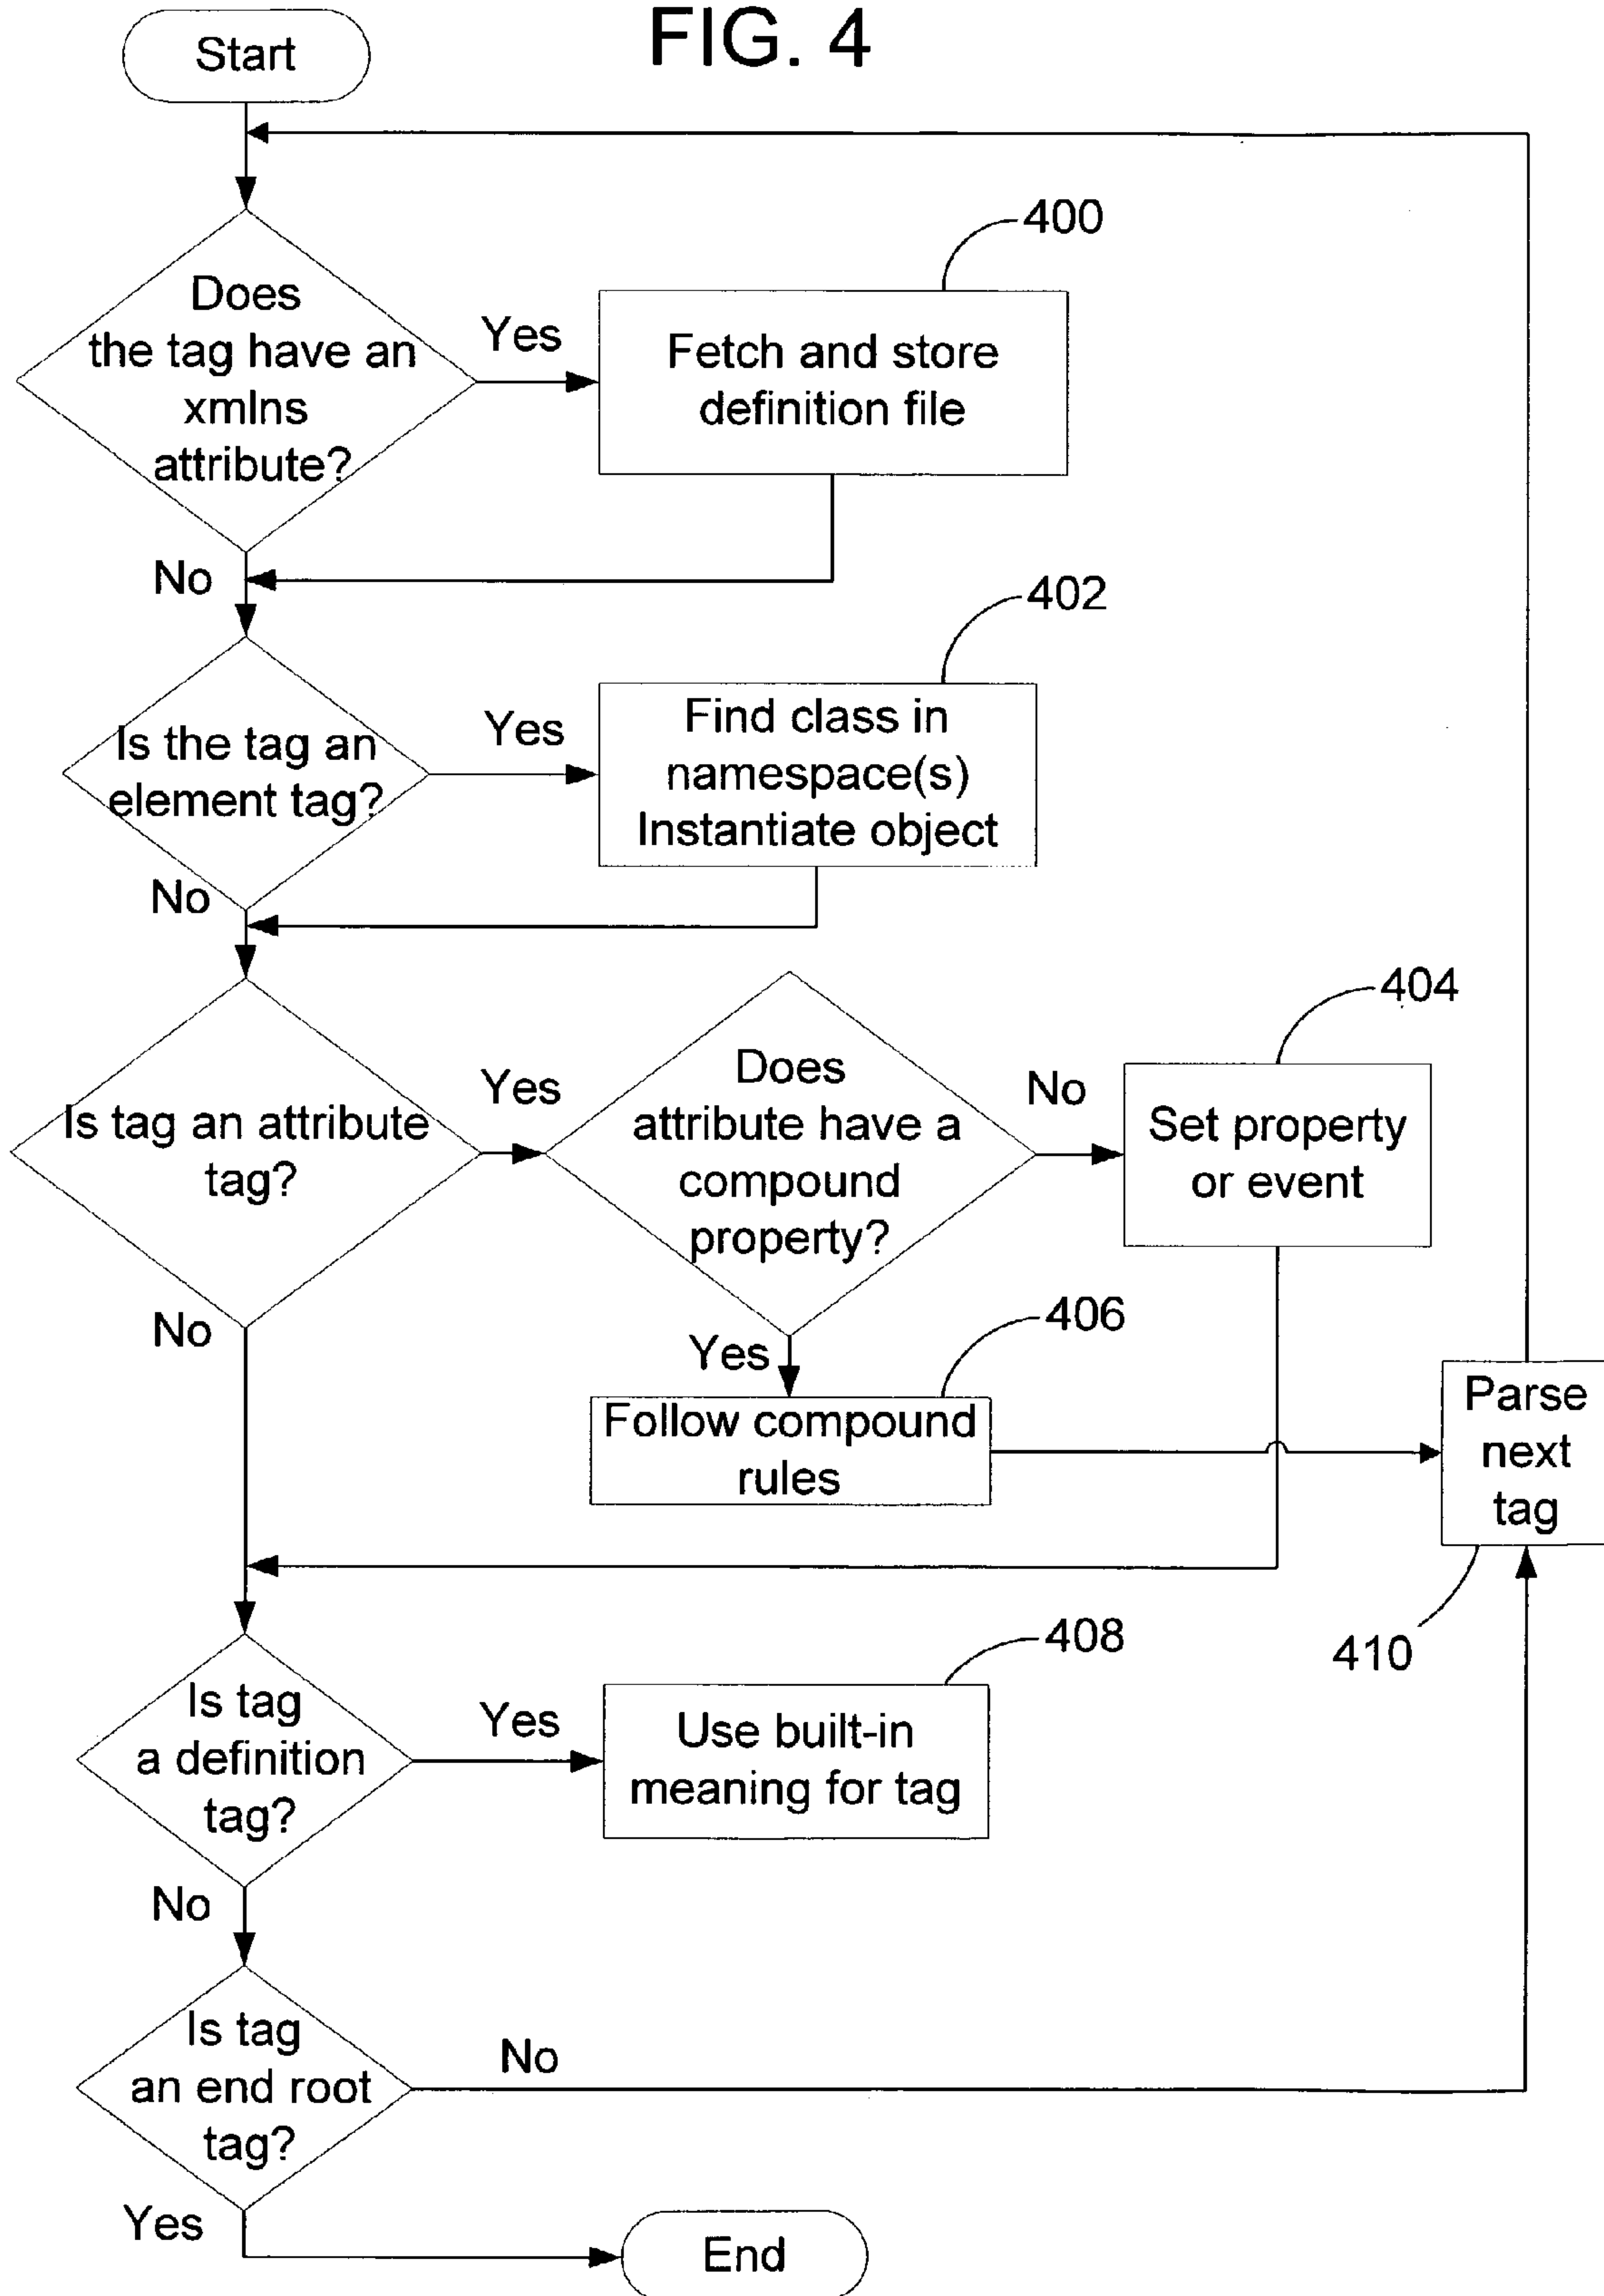 FIG. 4
Start
400
Does
the tag have an
xmlns
attribute?
Yes
Fetch and store
definition file
No
402
Is the tag an
element tag?
Yes
Find class in
namespace(s)
Instantiate object
No
404
Is tag an attribute
tag?
Yes
Does
attribute have a
compound
property?
No
Set property
or event
No
406
Yes
Follow compound
rules
Parse
next
tag
410
408
Is tag
a definition
tag?
Yes
Use built-in
meaning for tag
No
Is tag
an end root
tag?
No
Yes
End